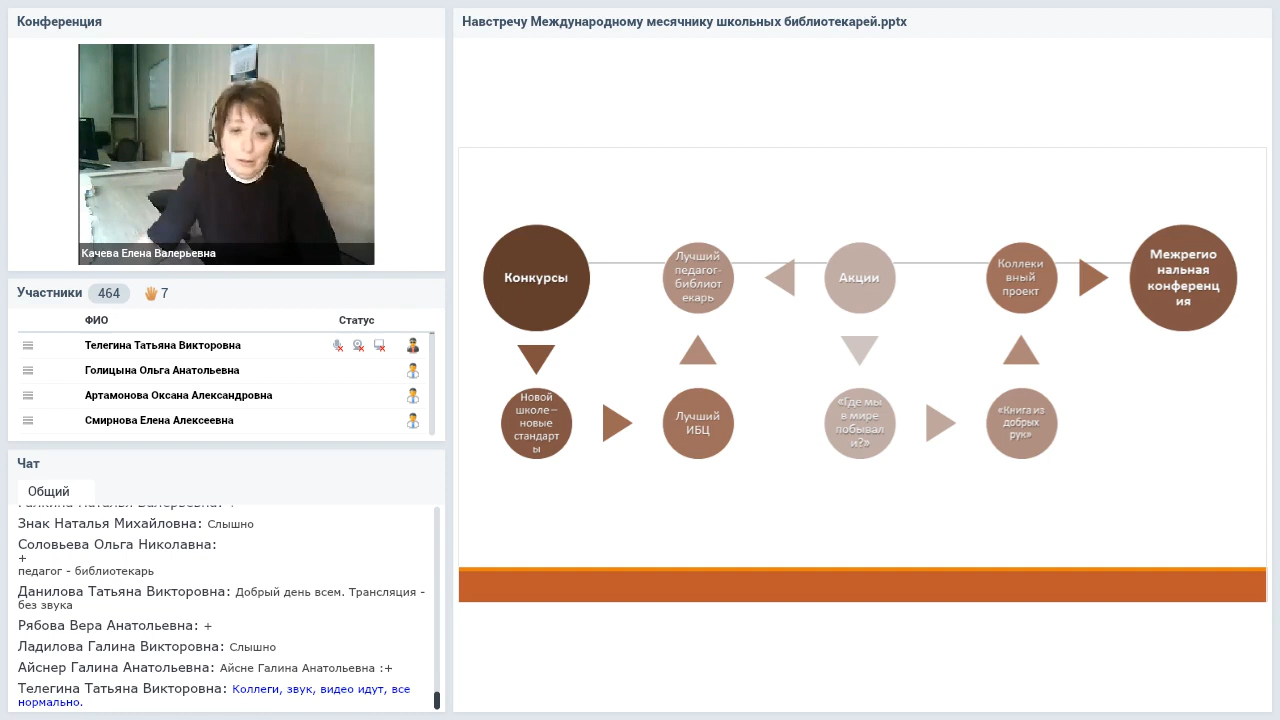 Конференция
Качева Елена Валерьевна
Участники 464 7
ФИО Статус
Телегина Татьяна Викторовна
Голицына Ольга Анатольевна
Артамонова Оксана Александровна
Смирнова Елена Алексеевна
Чат
Общий
Знак Наталья Михайловна: Слышно
Соловьева Ольга Николавна:
+
педагог - библиотекарь
Данилова Татьяна Викторовна: Добрый день всем. Трансляция -
без звука
Рябова Вера Анатольевна: +
Ладилова Галина Викторовна: Слышно
Айснер Галина Анатольевна: Айсне Галина Анатольевна :+
Телегина Татьяна Викторовна: Коллеги, звук, видео идут, все
нормально.
Навстречу Международному месячнику школьных библиотекарей.pptx
Конкурсы
Новой
школе–
новые
стандарт
ы
Лучший
ИБЦ
Лучший
педагог-
библиот
екарь
Акции
«Где мы
в мире
побывал
и?»
«Книга из
добрых
рук»
Коллеки
вный
проект
Межрегио
нальная
конференц
ия